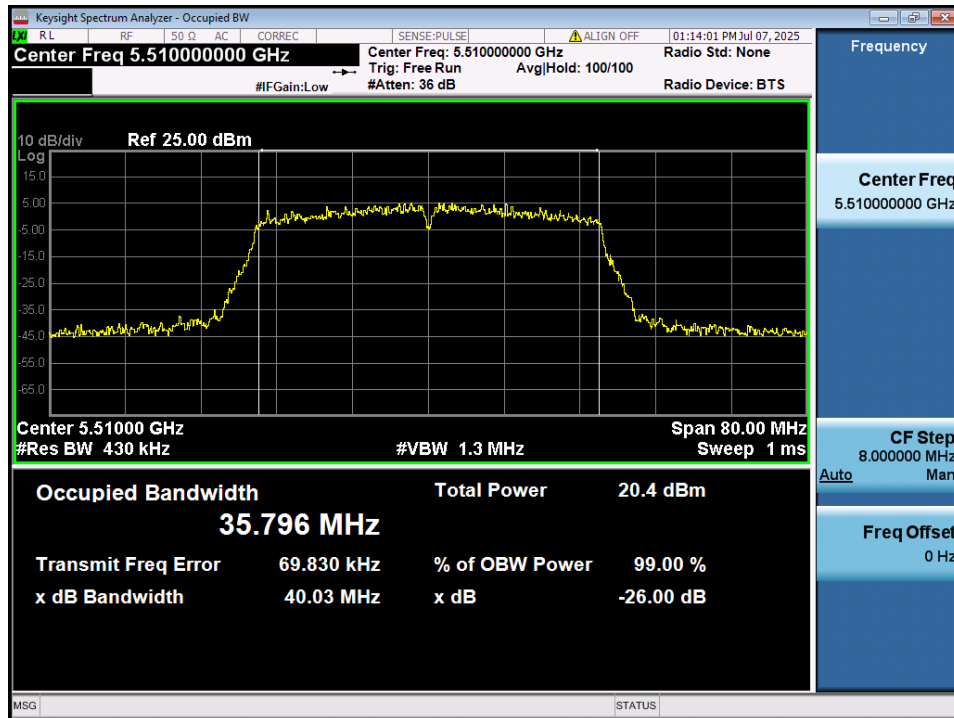 Keysight Spectrum Analyzer - Occupied BW
LXI RL RF 50 Ω AC CORREC SENSE:PULSE ALIGN OFF 01:14:01 PM Jul 07, 2025
Center Freq 5.510000000 GHz
Center Freq: 5.510000000 GHz
Radio Std: None
Trig: Free Run Avg|Hold: 100/100
#IFGain:Low
#Atten: 36 dB
Radio Device: BTS
10 dB/div Ref 25.00 dBm
Log
15.0
5.00
-5.00
-15.0
-25.0
-35.0
-45.0
-55.0
-65.0
Center 5.51000 GHz
Span 80.00 MHz
#Res BW 430 kHz
#VBW 1.3 MHz
Sweep 1 ms
Occupied Bandwidth
35.796 MHz
Total Power 20.4 dBm
Transmit Freq Error 69.830 kHz
% of OBW Power 99.00 %
x dB Bandwidth 40.03 MHz
x dB -26.00 dB
Frequency
Center Freq
5.510000000 GHz
CF Step
8.000000 MHz
Auto Man
Freq Offset
0 Hz
MSG STATUS